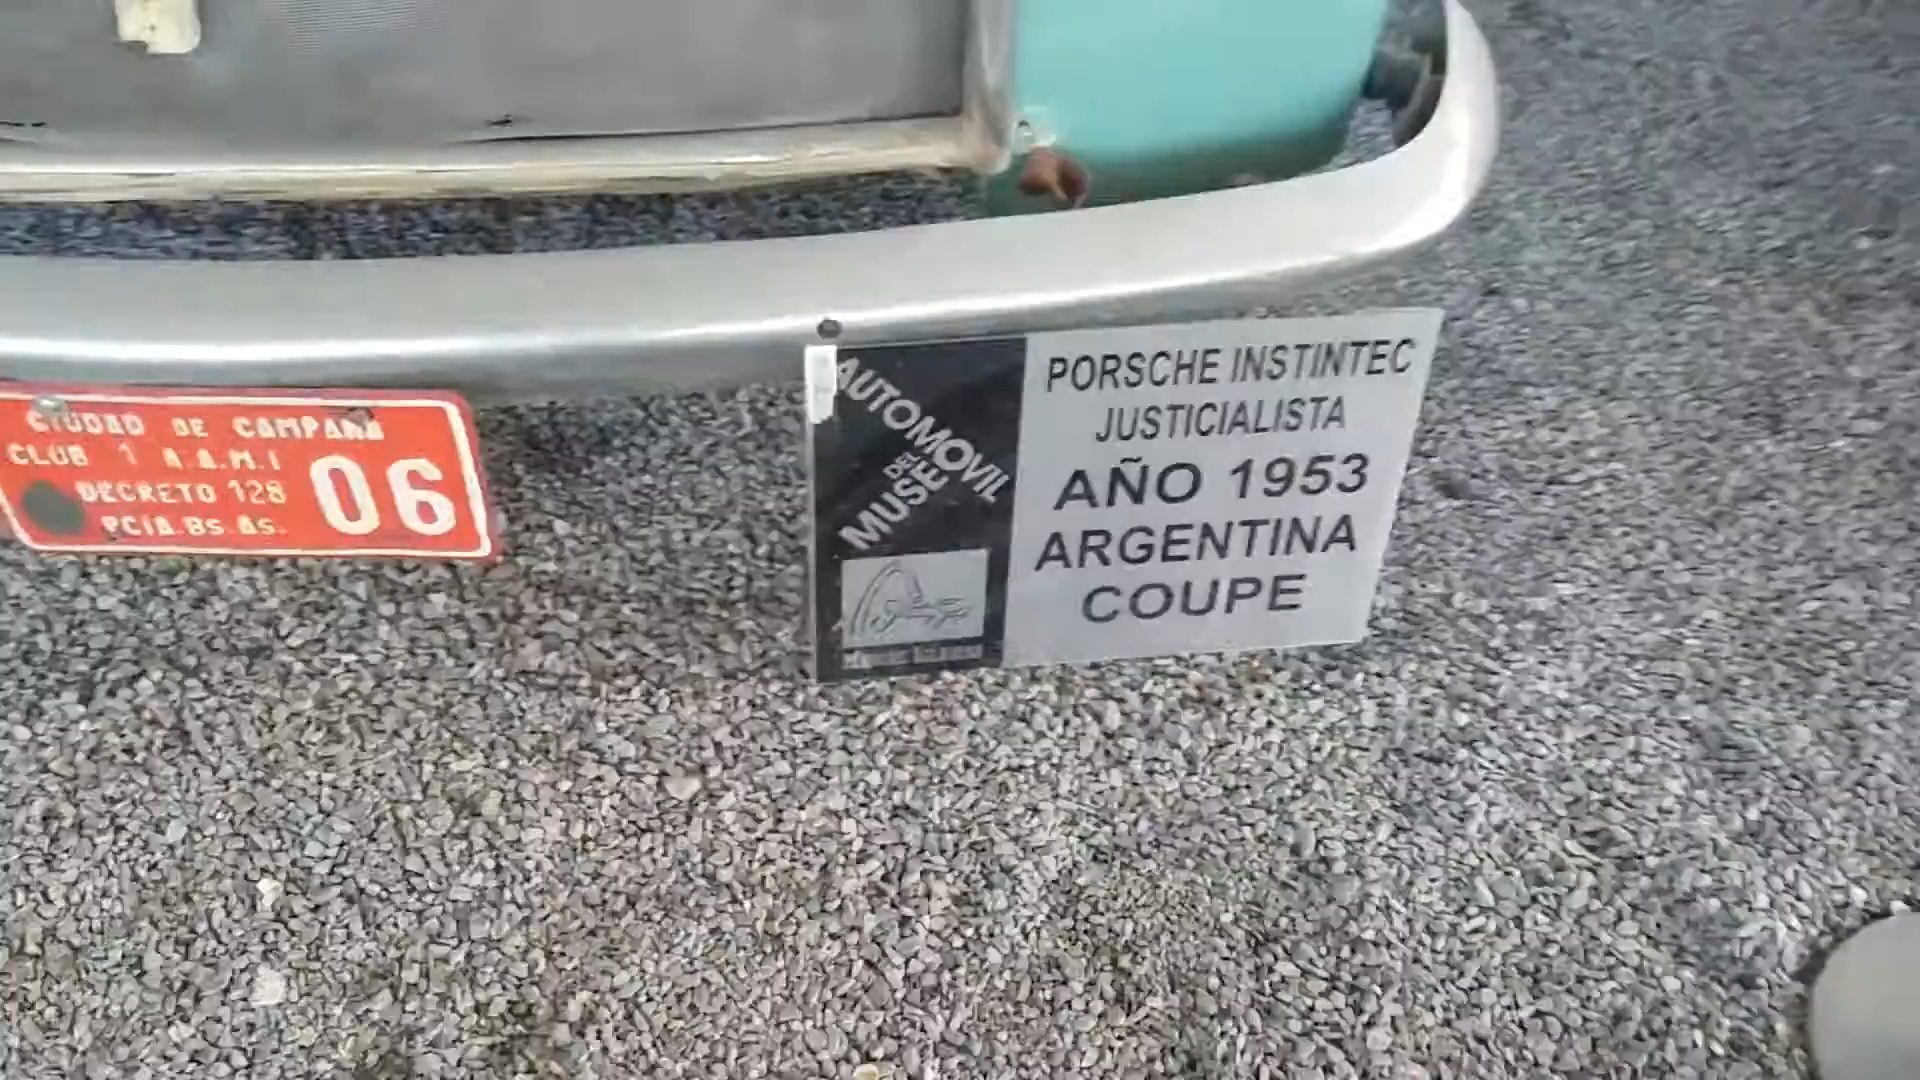 CIUDAD DE CAMPANA
CLUB 1 A.A.M.I
DECRETO 128
PCIA. BS. AS.
06
MUSEO
DEL
AUTOMOVIL
PORSCHE INSTINTEC
JUSTICIALISTA
AÑO 1953
ARGENTINA
COUPE